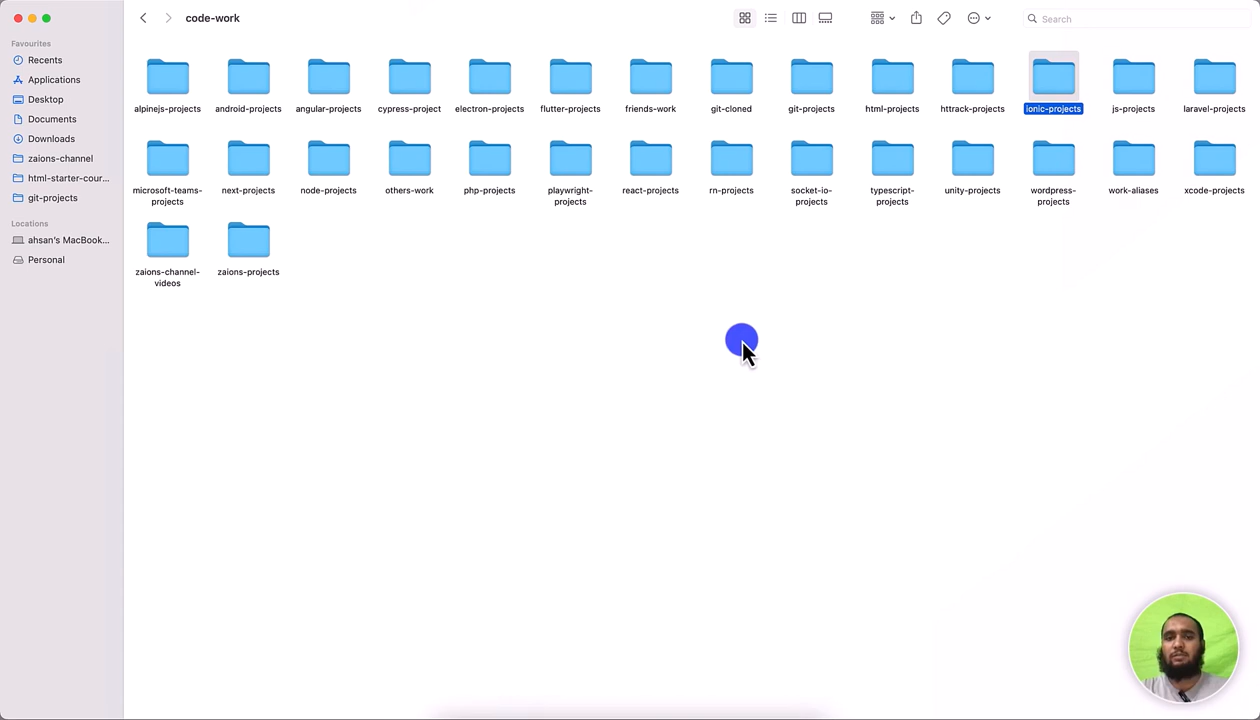 code-work
Search
Favourites
Recents
Applications
Desktop
Documents
Downloads
zaions-channel
html-starter-cour...
git-projects
Locations
ahsan's MacBook...
Personal
alpinejs-projects
android-projects
angular-projects
cypress-project
electron-projects
flutter-projects
friends-work
git-cloned
git-projects
html-projects
httrack-projects
ionic-projects
js-projects
laravel-projects
microsoft-teams-
projects
next-projects
node-projects
others-work
php-projects
playwright-
projects
react-projects
rn-projects
socket-io-
projects
typescript-
projects
unity-projects
wordpress-
projects
work-aliases
xcode-projects
zaions-channel-
videos
zaions-projects